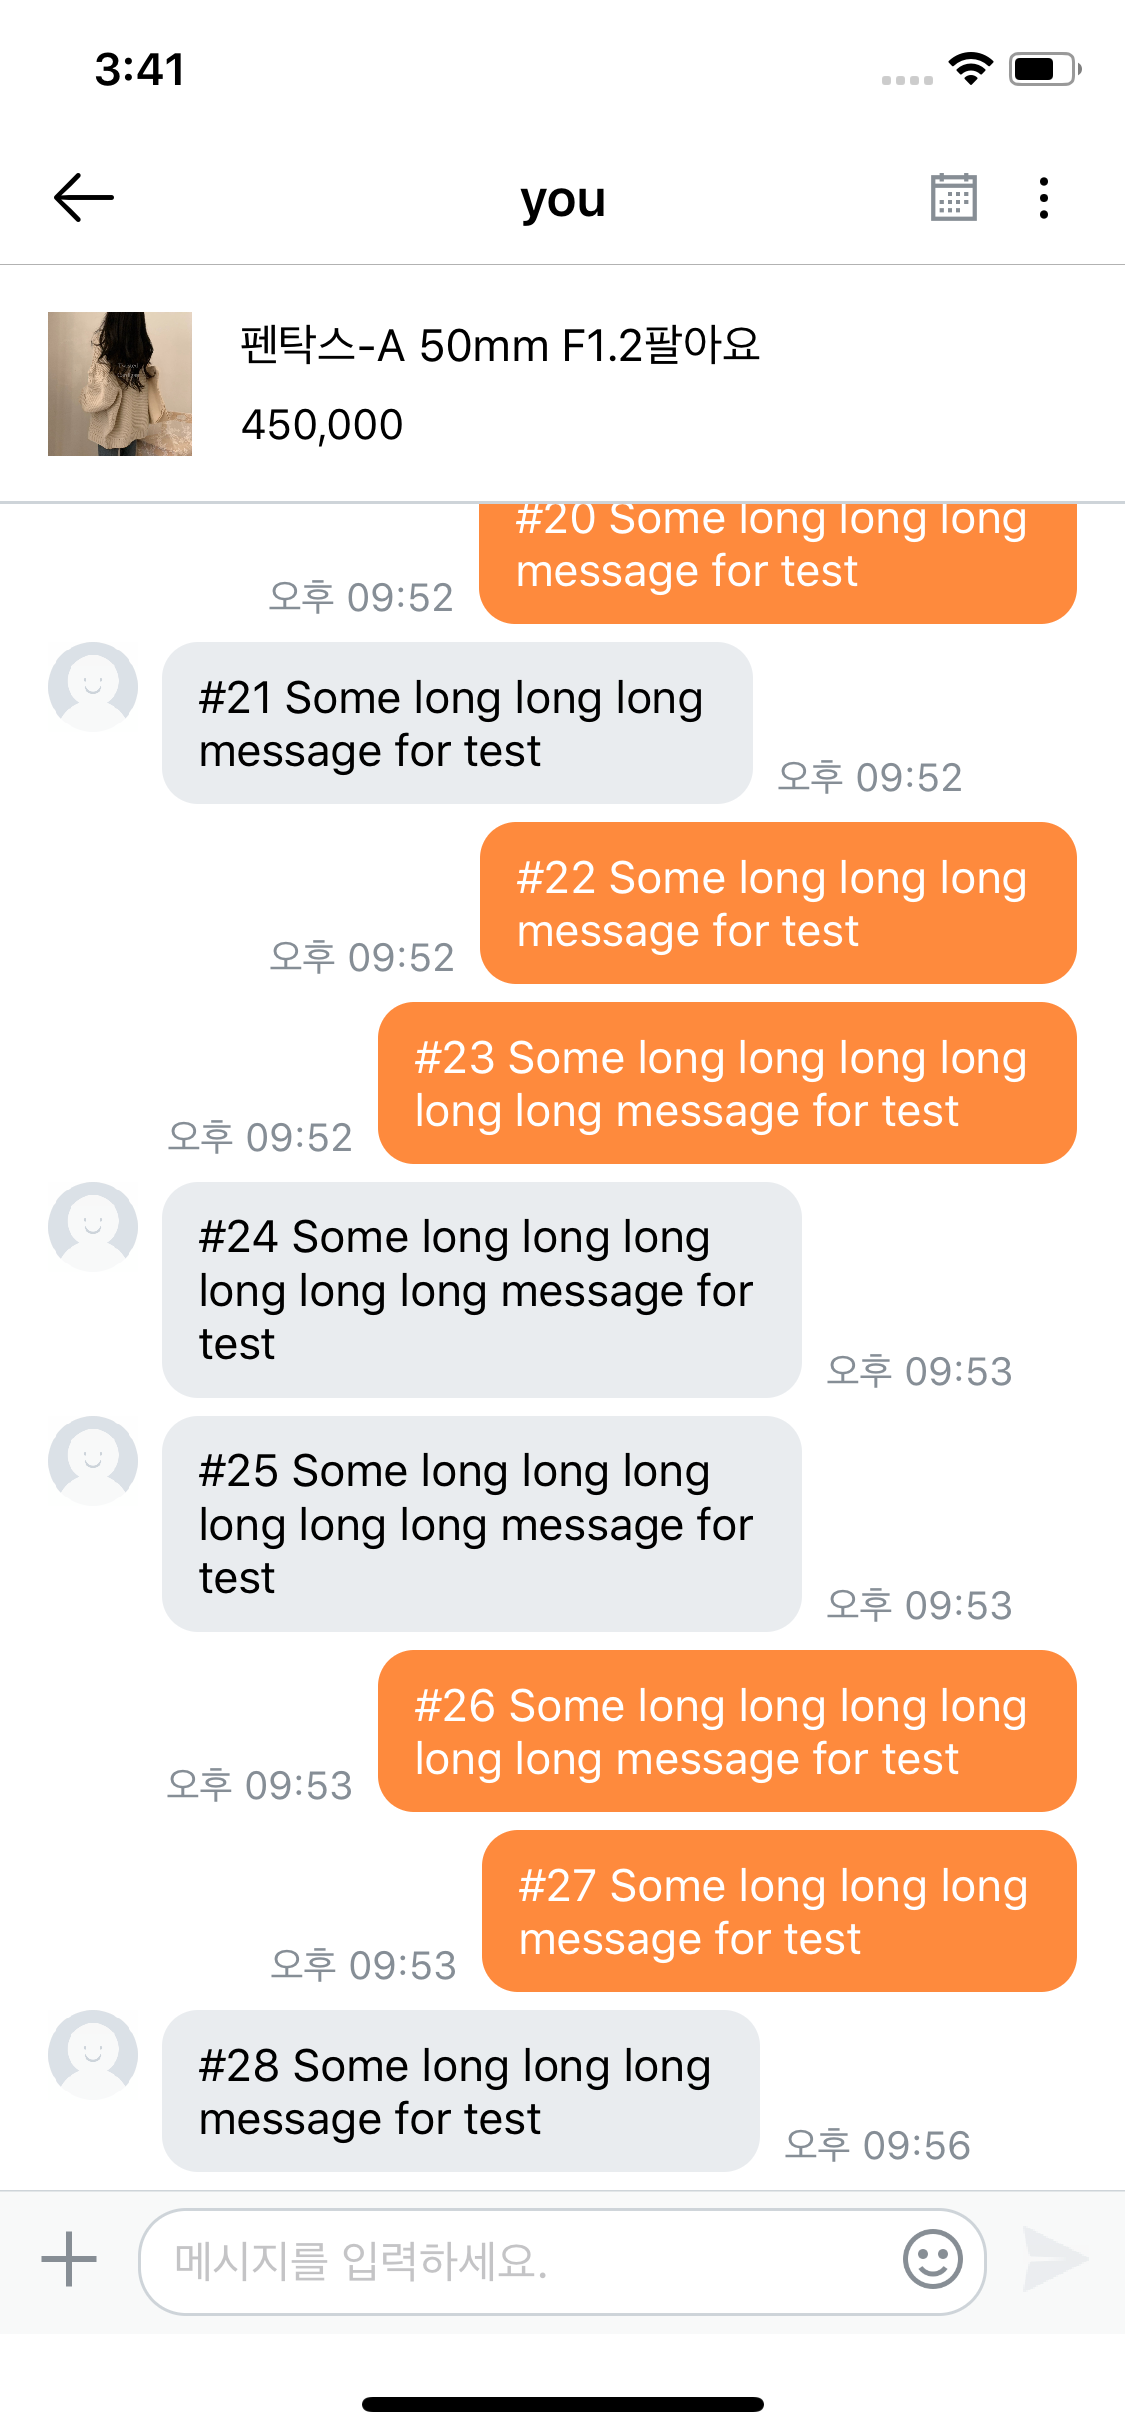 3:41
you
펜탁스-A 50mm F1.2팔아요
450,000
#20 Some long long long
message for test
오후 09:52
#21 Some long long long
message for test
오후 09:52
#22 Some long long long
message for test
오후 09:52
#23 Some long long long long
long long message for test
오후 09:52
#24 Some long long long
long long long message for
test
오후 09:53
#25 Some long long long
long long long message for
test
오후 09:53
#26 Some long long long long
long long message for test
오후 09:53
#27 Some long long long
message for test
오후 09:53
#28 Some long long long
message for test
오후 09:56
메시지를 입력하세요.